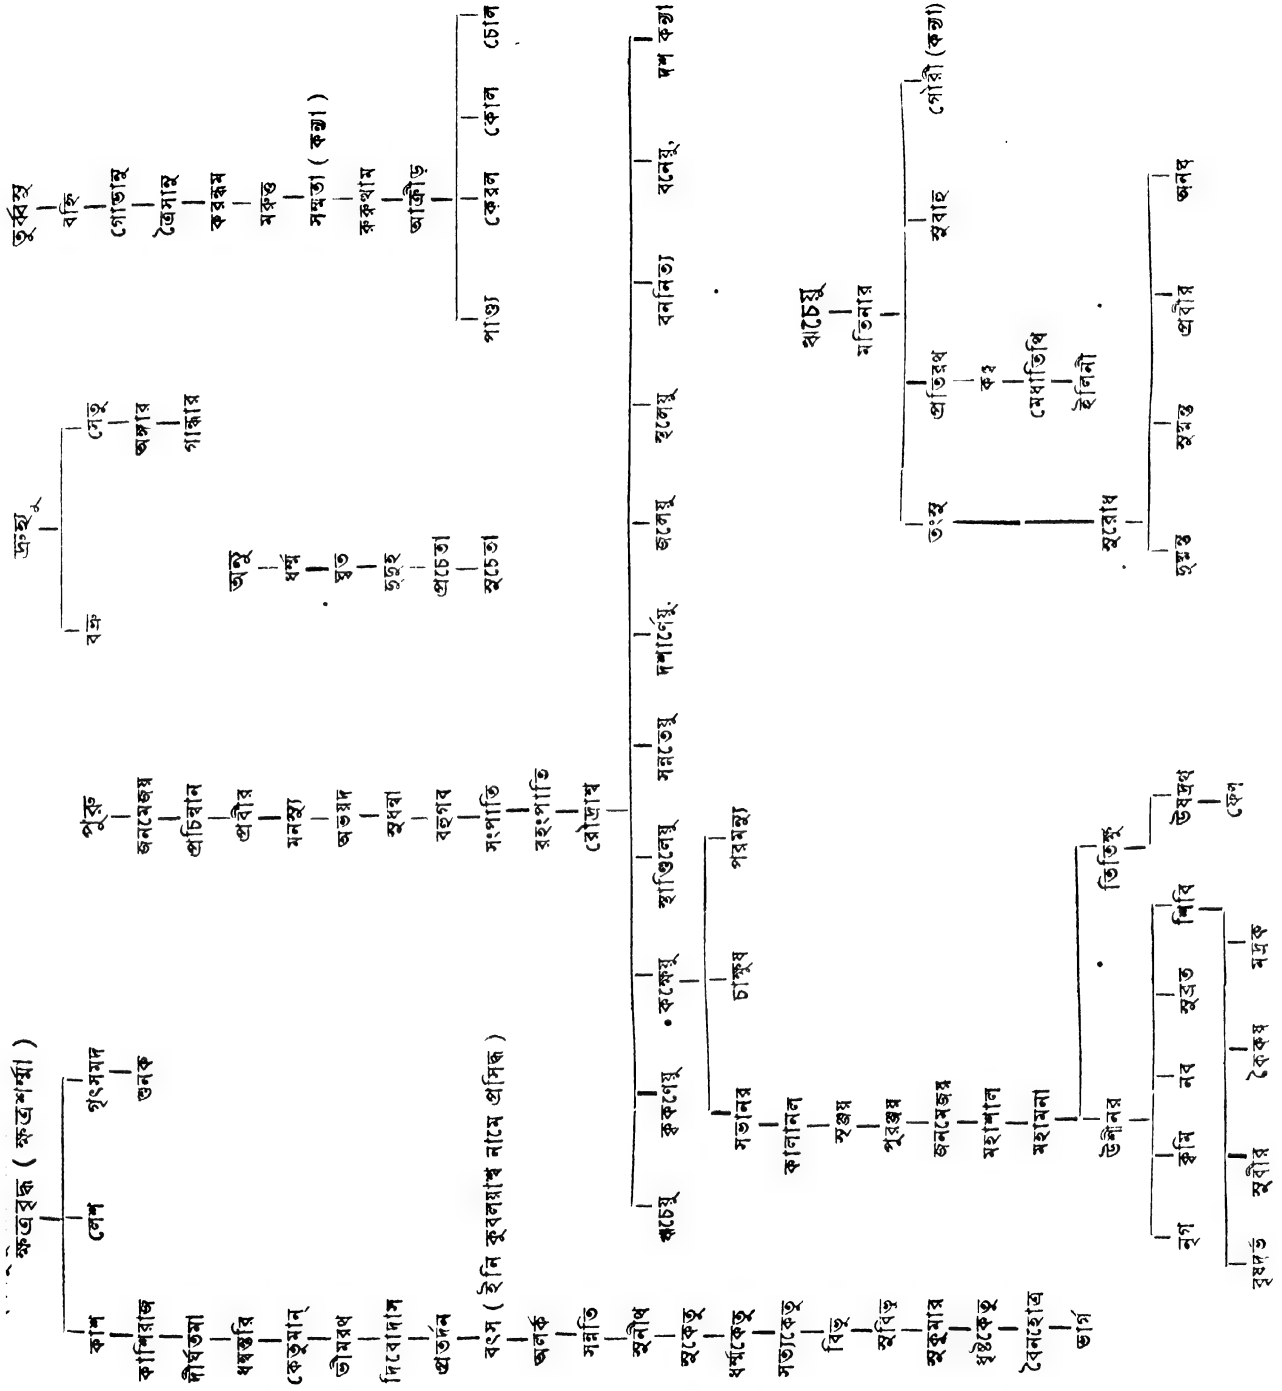 ক্ষত্রবৃদ্ধ ( ক্ষত্রশর্ম্মা )
কাশ লেশ গৃৎসমদ
কাশিরাজ শুনক
দীর্ঘতমা
ধন্বন্তরি
কেতুমান্
ভীমরথ
দিবোদাস
প্রতর্দন
বৎস ( ইনি কুবলয়াশ্ব নামে প্রসিদ্ধ )
অলর্ক
সন্নতি
সুনীথ
সুকেতু
ধর্ম্মকেতু
সত্যকেতু
বিভু
সুবিভু
সুকুমার
ধৃষ্টকেতু
বৈনহোত্র
ভার্গ
পুরু
জনমেজয়
প্রচিন্বান
প্রবীর
মনস্যু
অভয়দ
সুধন্বা
বহুগব
সংপাতি
রহংপাতি
রৌদ্রাশ্ব
ঋচেয়ু কৃকণেয়ু কক্ষেয়ু স্থাণ্ডিলেয়ু সন্নতেয়ু দশার্ণেয়ু জলেয়ু স্থলেয়ু বননিত্য বনেয়ু, দশ কন্যা
সভানর চাক্ষুষ পরমন্যু
কালানল
সৃঞ্জয়
পুরঞ্জয়
জনমেজয়
মহাশাল
মহামনা
উশীনর তিতিক্ষু
নৃগ কৃমি নব সুব্রত শিবি উষদ্রথ
বৃষদর্ভ সুবীর কৈকয় মদ্রক ফেণ
দ্রুহ্যু
বভ্রু সেতু
অঙ্গার
গান্ধার
অনু
ধর্ম্ম
ঘৃত
দুদুহ
প্রচেতা
সুচেতা
তুর্ব্বসু
বহ্নি
গোভানু
ত্রৈসানু
করন্ধম
মরুত্ত
সম্মতা ( কন্যা )
রুরুথাম
আক্রীড়
পাণ্ড্য কেরল কোল চোল
ঋচেয়ু
মতিনার
তংসু প্রতিরথ সুবাহু গৌরী (কন্যা)
কণ্ব
মেধাতিথি
ইলিনী
সুরোধ
দুষ্মন্ত সুষ্মন্ত প্রবীর অনঘ